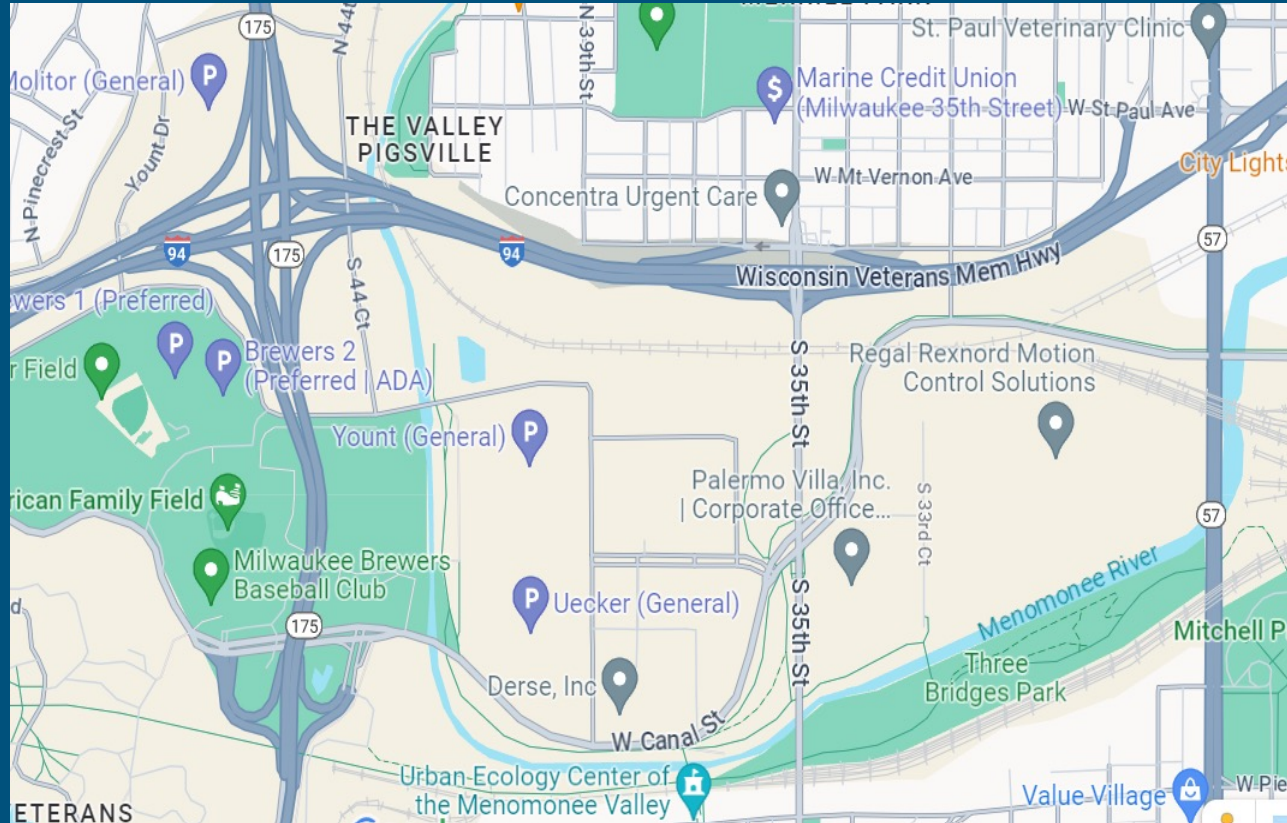 175
N 44t
N 39th St
St. Paul Veterinary Clinic
Molitor (General)
P
$
Marine Credit Union
(Milwaukee 35th Street)
W St Paul Ave
THE VALLEY
PIGSVILLE
N Pinecrest St
Yount Dr
City Lights
Concentra Urgent Care
W Mt Vernon Ave
94
175
94
57
Wisconsin Veterans Mem Hwy
S 44 Ct
ewers 1 (Preferred)
P
P
Brewers 2
(Preferred | ADA)
r Field
S 35th St
Regal Rexnord Motion
Control Solutions
Yount (General)
P
Palermo Villa, Inc.
| Corporate Office...
S 33rd Ct
rican Family Field
57
Milwaukee Brewers
Baseball Club
P
Uecker (General)
S 35th St
Menomonee River
d
175
Mitchell P
Three
Bridges Park
Derse, Inc
W Canal St
Urban Ecology Center of
the Menomonee Valley
Value Village
W Pie
ETERANS